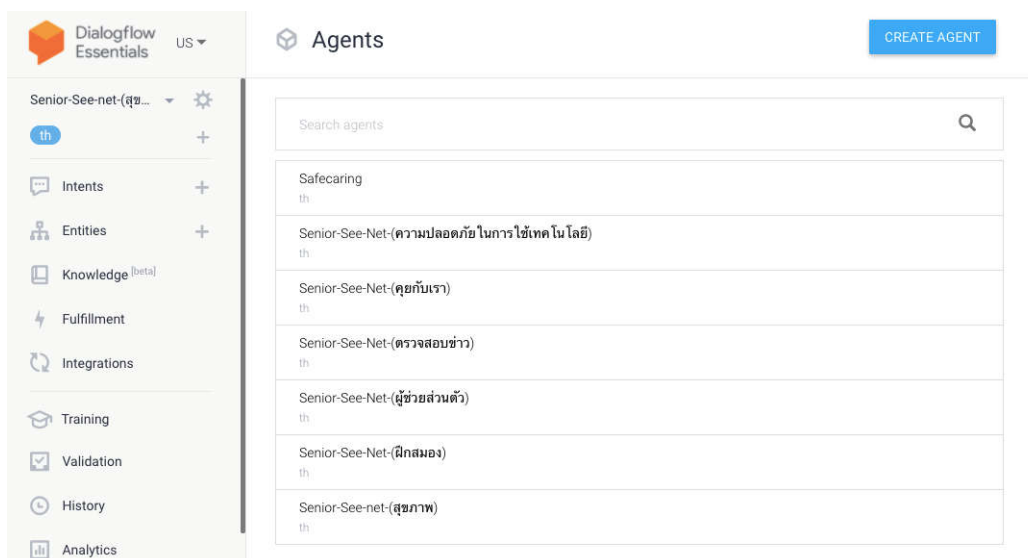 Dialogflow
Essentials
US
Agents
CREATE AGENT
Senior-See-net-(สุข...
th
Intents
Entities
Knowledge [beta]
Fulfillment
Integrations
Training
Validation
History
Analytics
Search agents
Safecaring
th
Senior-See-Net-(ความปลอดภัยในการใช้เทคโนโลยี)
th
Senior-See-Net-(คุยกับเรา)
th
Senior-See-Net-(ตรวจสอบข่าว)
th
Senior-See-Net-(ผู้ช่วยส่วนตัว)
th
Senior-See-Net-(ฝึกสมอง)
th
Senior-See-net-(สุขภาพ)
th